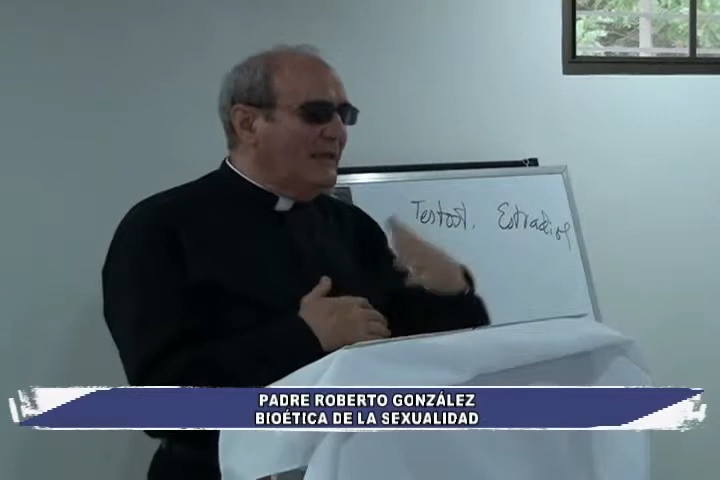 Testost. Estradiol
PADRE ROBERTO GONZÁLEZ
BIOÉTICA DE LA SEXUALIDAD